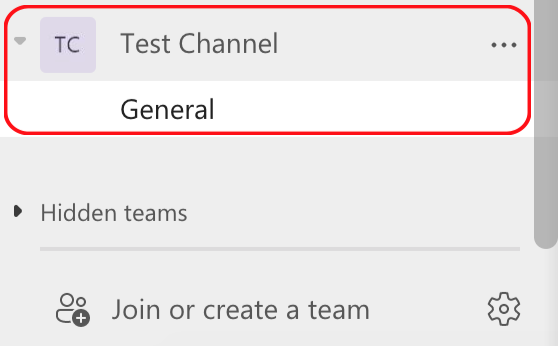 TC Test Channel ...
General
Hidden teams
Join or create a team